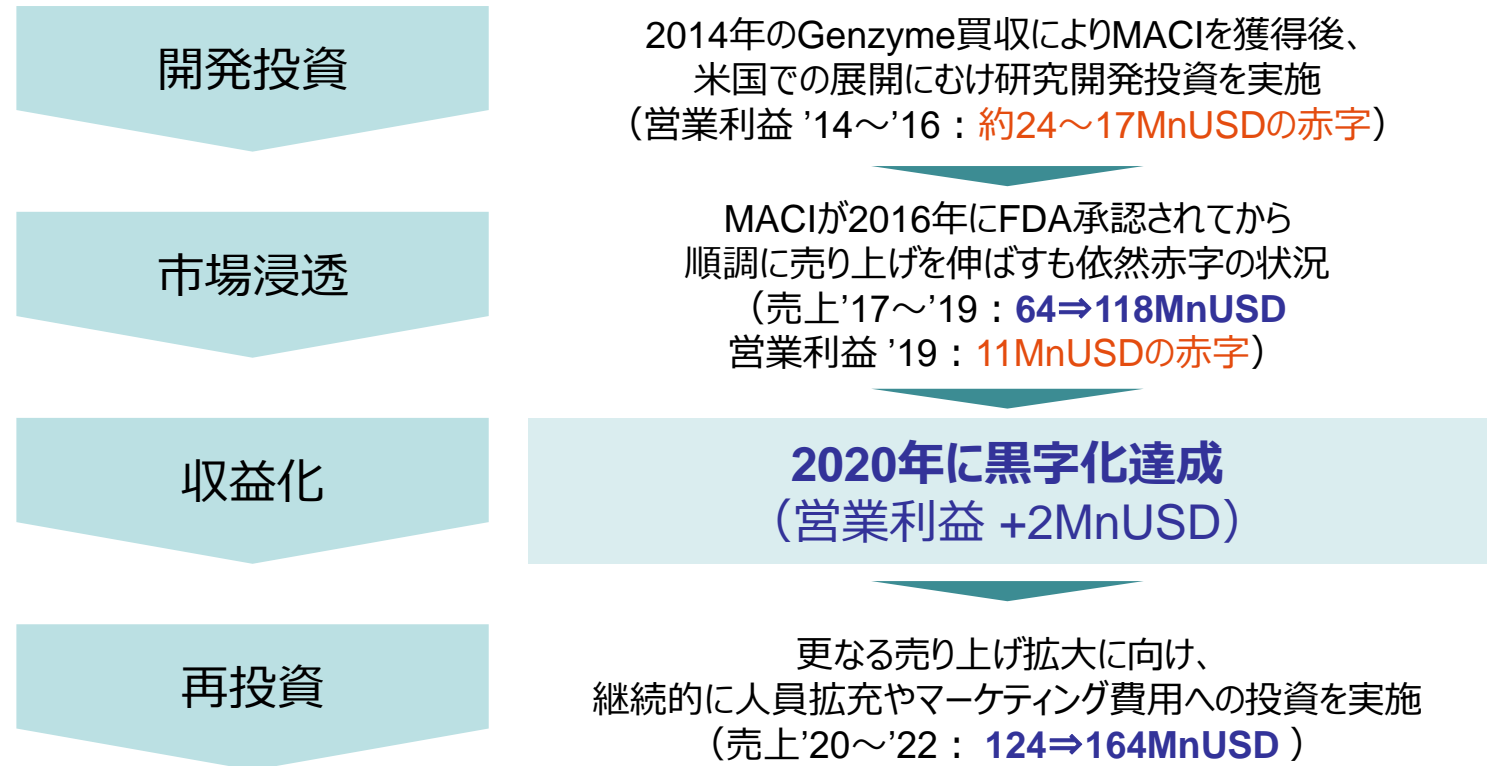 開発投資
2014年のGenzyme買収によりMACIを獲得後、
米国での展開にむけ研究開発投資を実施
（営業利益 '14～'16：約24～17MnUSDの赤字）
市場浸透
MACIが2016年にFDA承認されてから
順調に売り上げを伸ばすも依然赤字の状況
（売上'17～'19：64⇒118MnUSD
営業利益 '19：11MnUSDの赤字）
収益化
2020年に黒字化達成
（営業利益 +2MnUSD）
再投資
更なる売り上げ拡大に向け、
継続的に人員拡充やマーケティング費用への投資を実施
（売上'20～'22： 124⇒164MnUSD ）